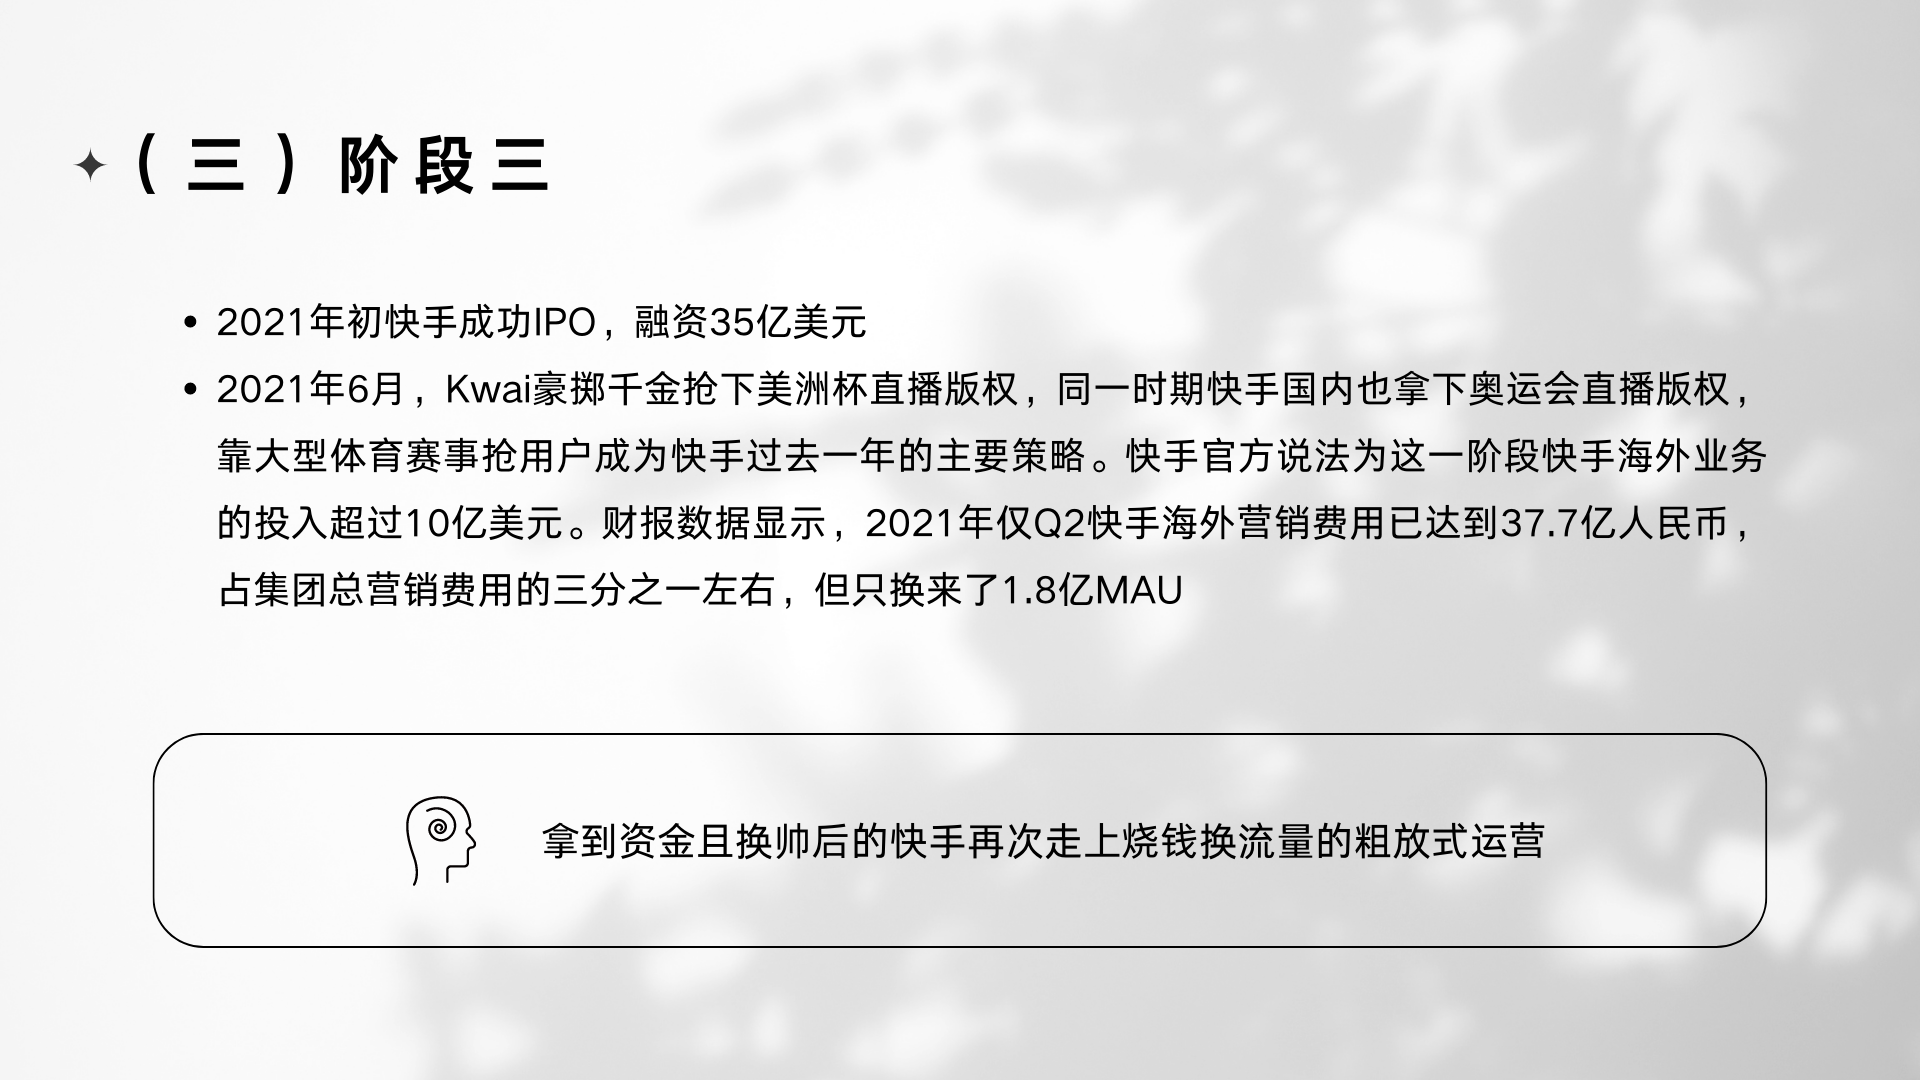 （三）阶段三
• 2021年初快手成功IPO，融资35亿美元
• 2021年6月，Kwai豪掷千金抢下美洲杯直播版权，同一时期快手国内也拿下奥运会直播版权，
靠大型体育赛事抢用户成为快手过去一年的主要策略。快手官方说法为这一阶段快手海外业务
的投入超过10亿美元。财报数据显示，2021年仅Q2快手海外营销费用已达到37.7亿人民币，
占集团总营销费用的三分之一左右，但只换来了1.8亿MAU
拿到资金且换帅后的快手再次走上烧钱换流量的粗放式运营